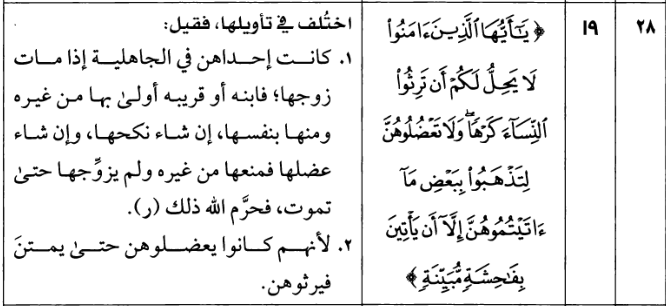 ٢٨
١٩
﴿ يَـٰٓأَيُّهَا ٱلَّذِينَ ءَامَنُوا۟
لَا يَحِلُّ لَكُمْ أَن تَرِثُوا۟
ٱلنِّسَآءَ كَرْهًا ۖ وَلَا تَعْضُلُوهُنَّ
لِتَذْهَبُوا۟ بِبَعْضِ مَآ
ءَاتَيْتُمُوهُنَّ إِلَّآ أَن يَأْتِينَ
بِفَـٰحِشَةٍ مُّبَيِّنَةٍ ﴾
اختُلف في تأويلها، فقيل:
١. كانت إحداهن في الجاهلية إذا مات
زوجها؛ فابنه أو قريبه أولىٰ بها من غيره
ومنها بنفسها، إن شاء نكحها، وإن شاء
عضلها فمنعها من غيره ولم يزوِّجها حتىٰ
تموت، فحرَّم الله ذلك (ر).
٢. لأنهم كانوا يعضلوهن حتىٰ يمتنَ
فيرثوهن.